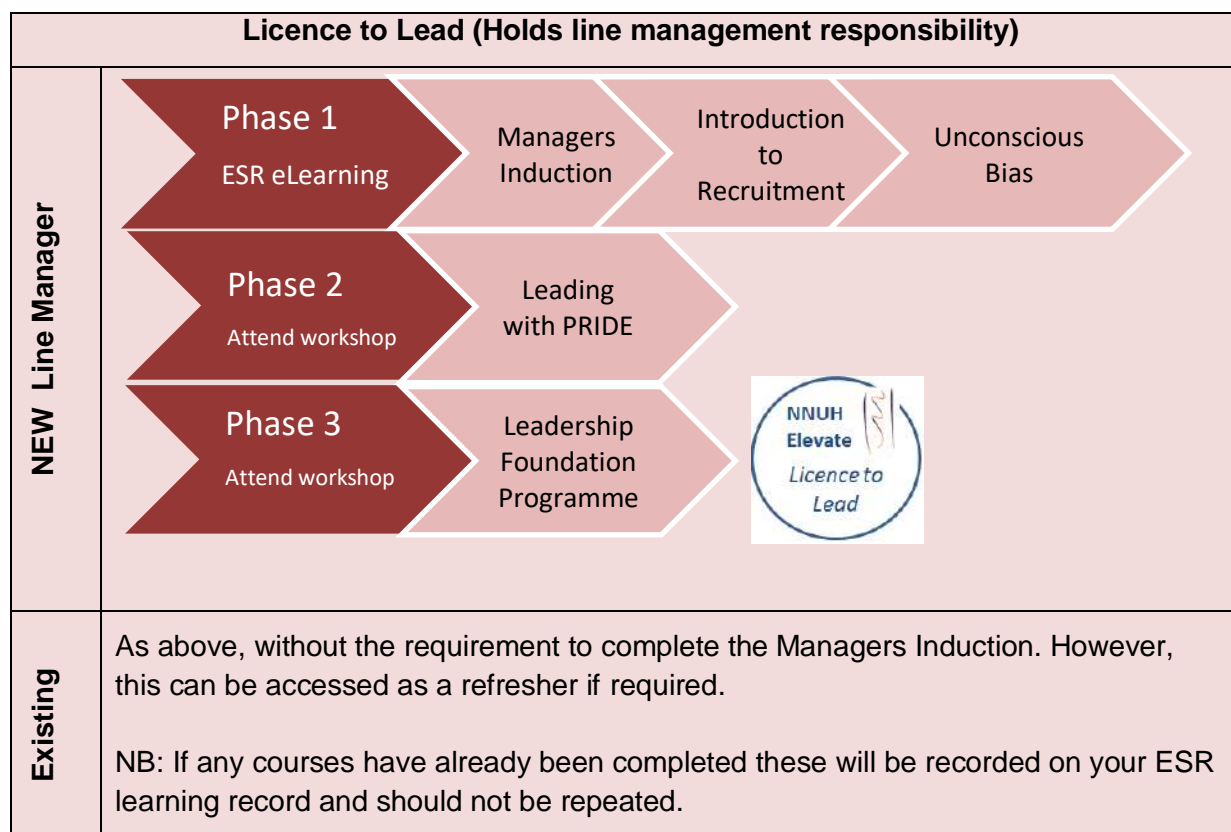 Licence to Lead (Holds line management responsibility)
NEW Line Manager
Phase 1
ESR eLearning
Managers
Induction
Introduction
to
Recruitment
Unconscious
Bias
Phase 2
Attend workshop
Leading
with PRIDE
Phase 3
Attend workshop
Leadership
Foundation
Programme
NNUH
Elevate
Licence to
Lead
Existing
As above, without the requirement to complete the Managers Induction. However,
this can be accessed as a refresher if required.
NB: If any courses have already been completed these will be recorded on your ESR
learning record and should not be repeated.